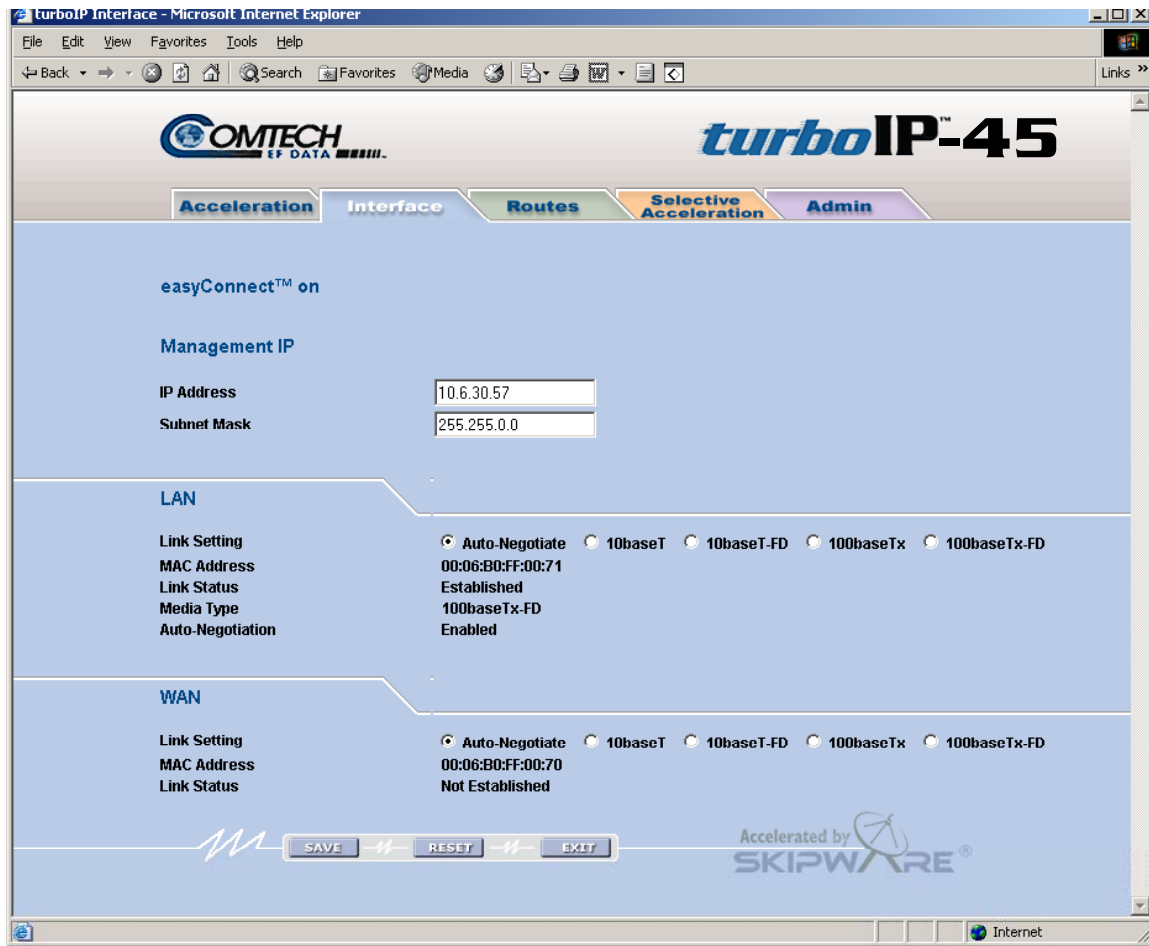 turboIP Interface - Microsoft Internet Explorer
File Edit View Favorites Tools Help
Back Search Favorites Media Links »
COMTECH
EF DATA
turboIP™-45
Acceleration Interface Routes Selective Acceleration Admin
easyConnect™ on
Management IP
IP Address 10.6.30.57
Subnet Mask 255.255.0.0
LAN
Link Setting Auto-Negotiate 10baseT 10baseT-FD 100baseTx 100baseTx-FD
MAC Address 00:06:B0:FF:00:71
Link Status Established
Media Type 100baseTx-FD
Auto-Negotiation Enabled
WAN
Link Setting Auto-Negotiate 10baseT 10baseT-FD 100baseTx 100baseTx-FD
MAC Address 00:06:B0:FF:00:70
Link Status Not Established
SAVE RESET EXIT
Accelerated by
SKIPWARE®
Internet